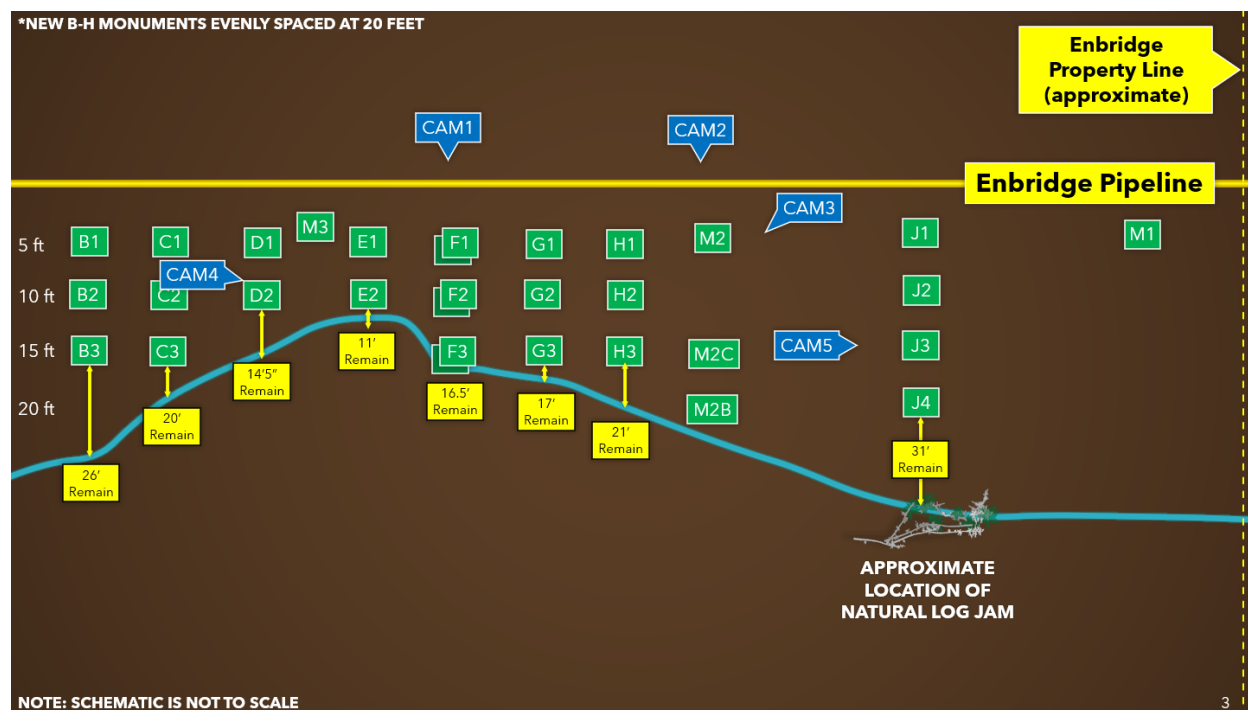 *NEW B-H MONUMENTS EVENLY SPACED AT 20 FEET
Enbridge
Property Line
(approximate)
CAM1
CAM2
Enbridge Pipeline
CAM3
5 ft
B1
C1
D1
M3
E1
F1
G1
H1
M2
J1
M1
CAM4
10 ft
B2
C2
D2
E2
F2
G2
H2
J2
15 ft
B3
C3
14'5"
Remain
11'
Remain
F3
G3
H3
M2C
CAM5
J3
20 ft
20'
Remain
16.5'
Remain
17'
Remain
21'
Remain
M2B
J4
26'
Remain
31'
Remain
APPROXIMATE
LOCATION OF
NATURAL LOG JAM
NOTE: SCHEMATIC IS NOT TO SCALE
3